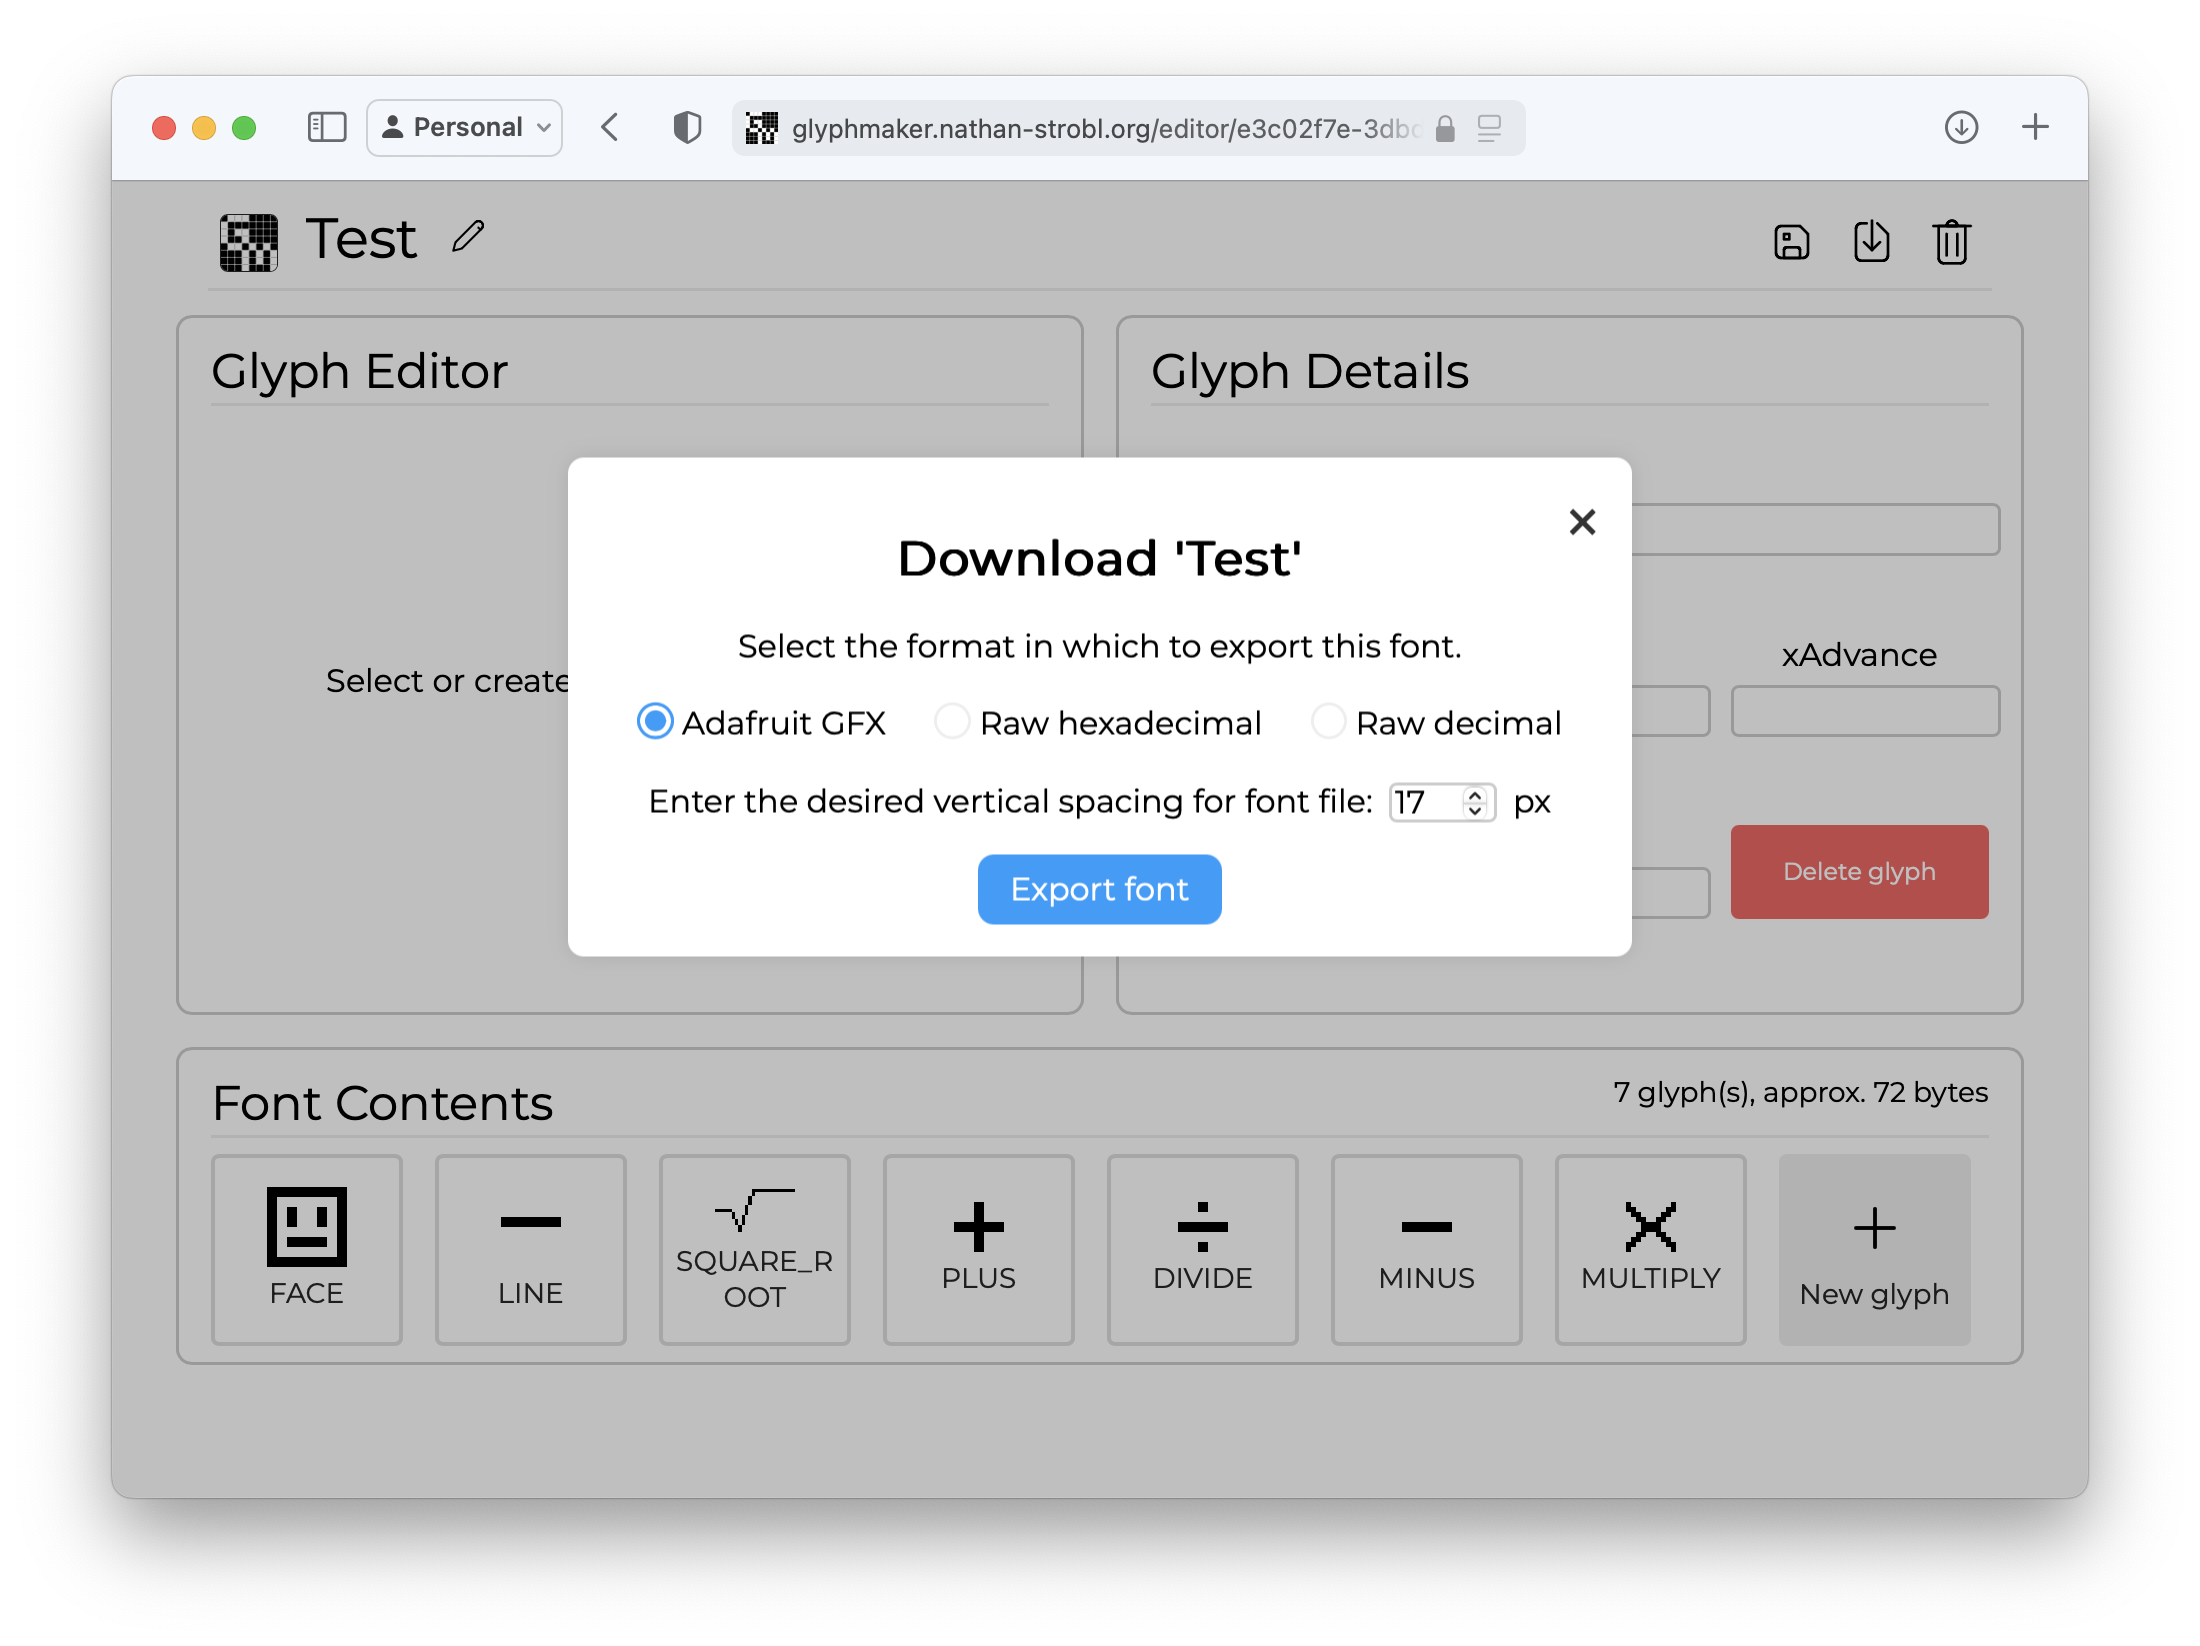 Personal
glyphmaker.nathan-strobl.org/editor/e3c02f7e-3db
Test
Glyph Editor
Glyph Details
Download 'Test'
Select the format in which to export this font.
Select or create
xAdvance
Adafruit GFX
Raw hexadecimal
Raw decimal
Enter the desired vertical spacing for font file: 17 px
Delete glyph
Export font
Font Contents
7 glyph(s), approx. 72 bytes
FACE
LINE
SQUARE_R
OOT
PLUS
DIVIDE
MINUS
MULTIPLY
New glyph